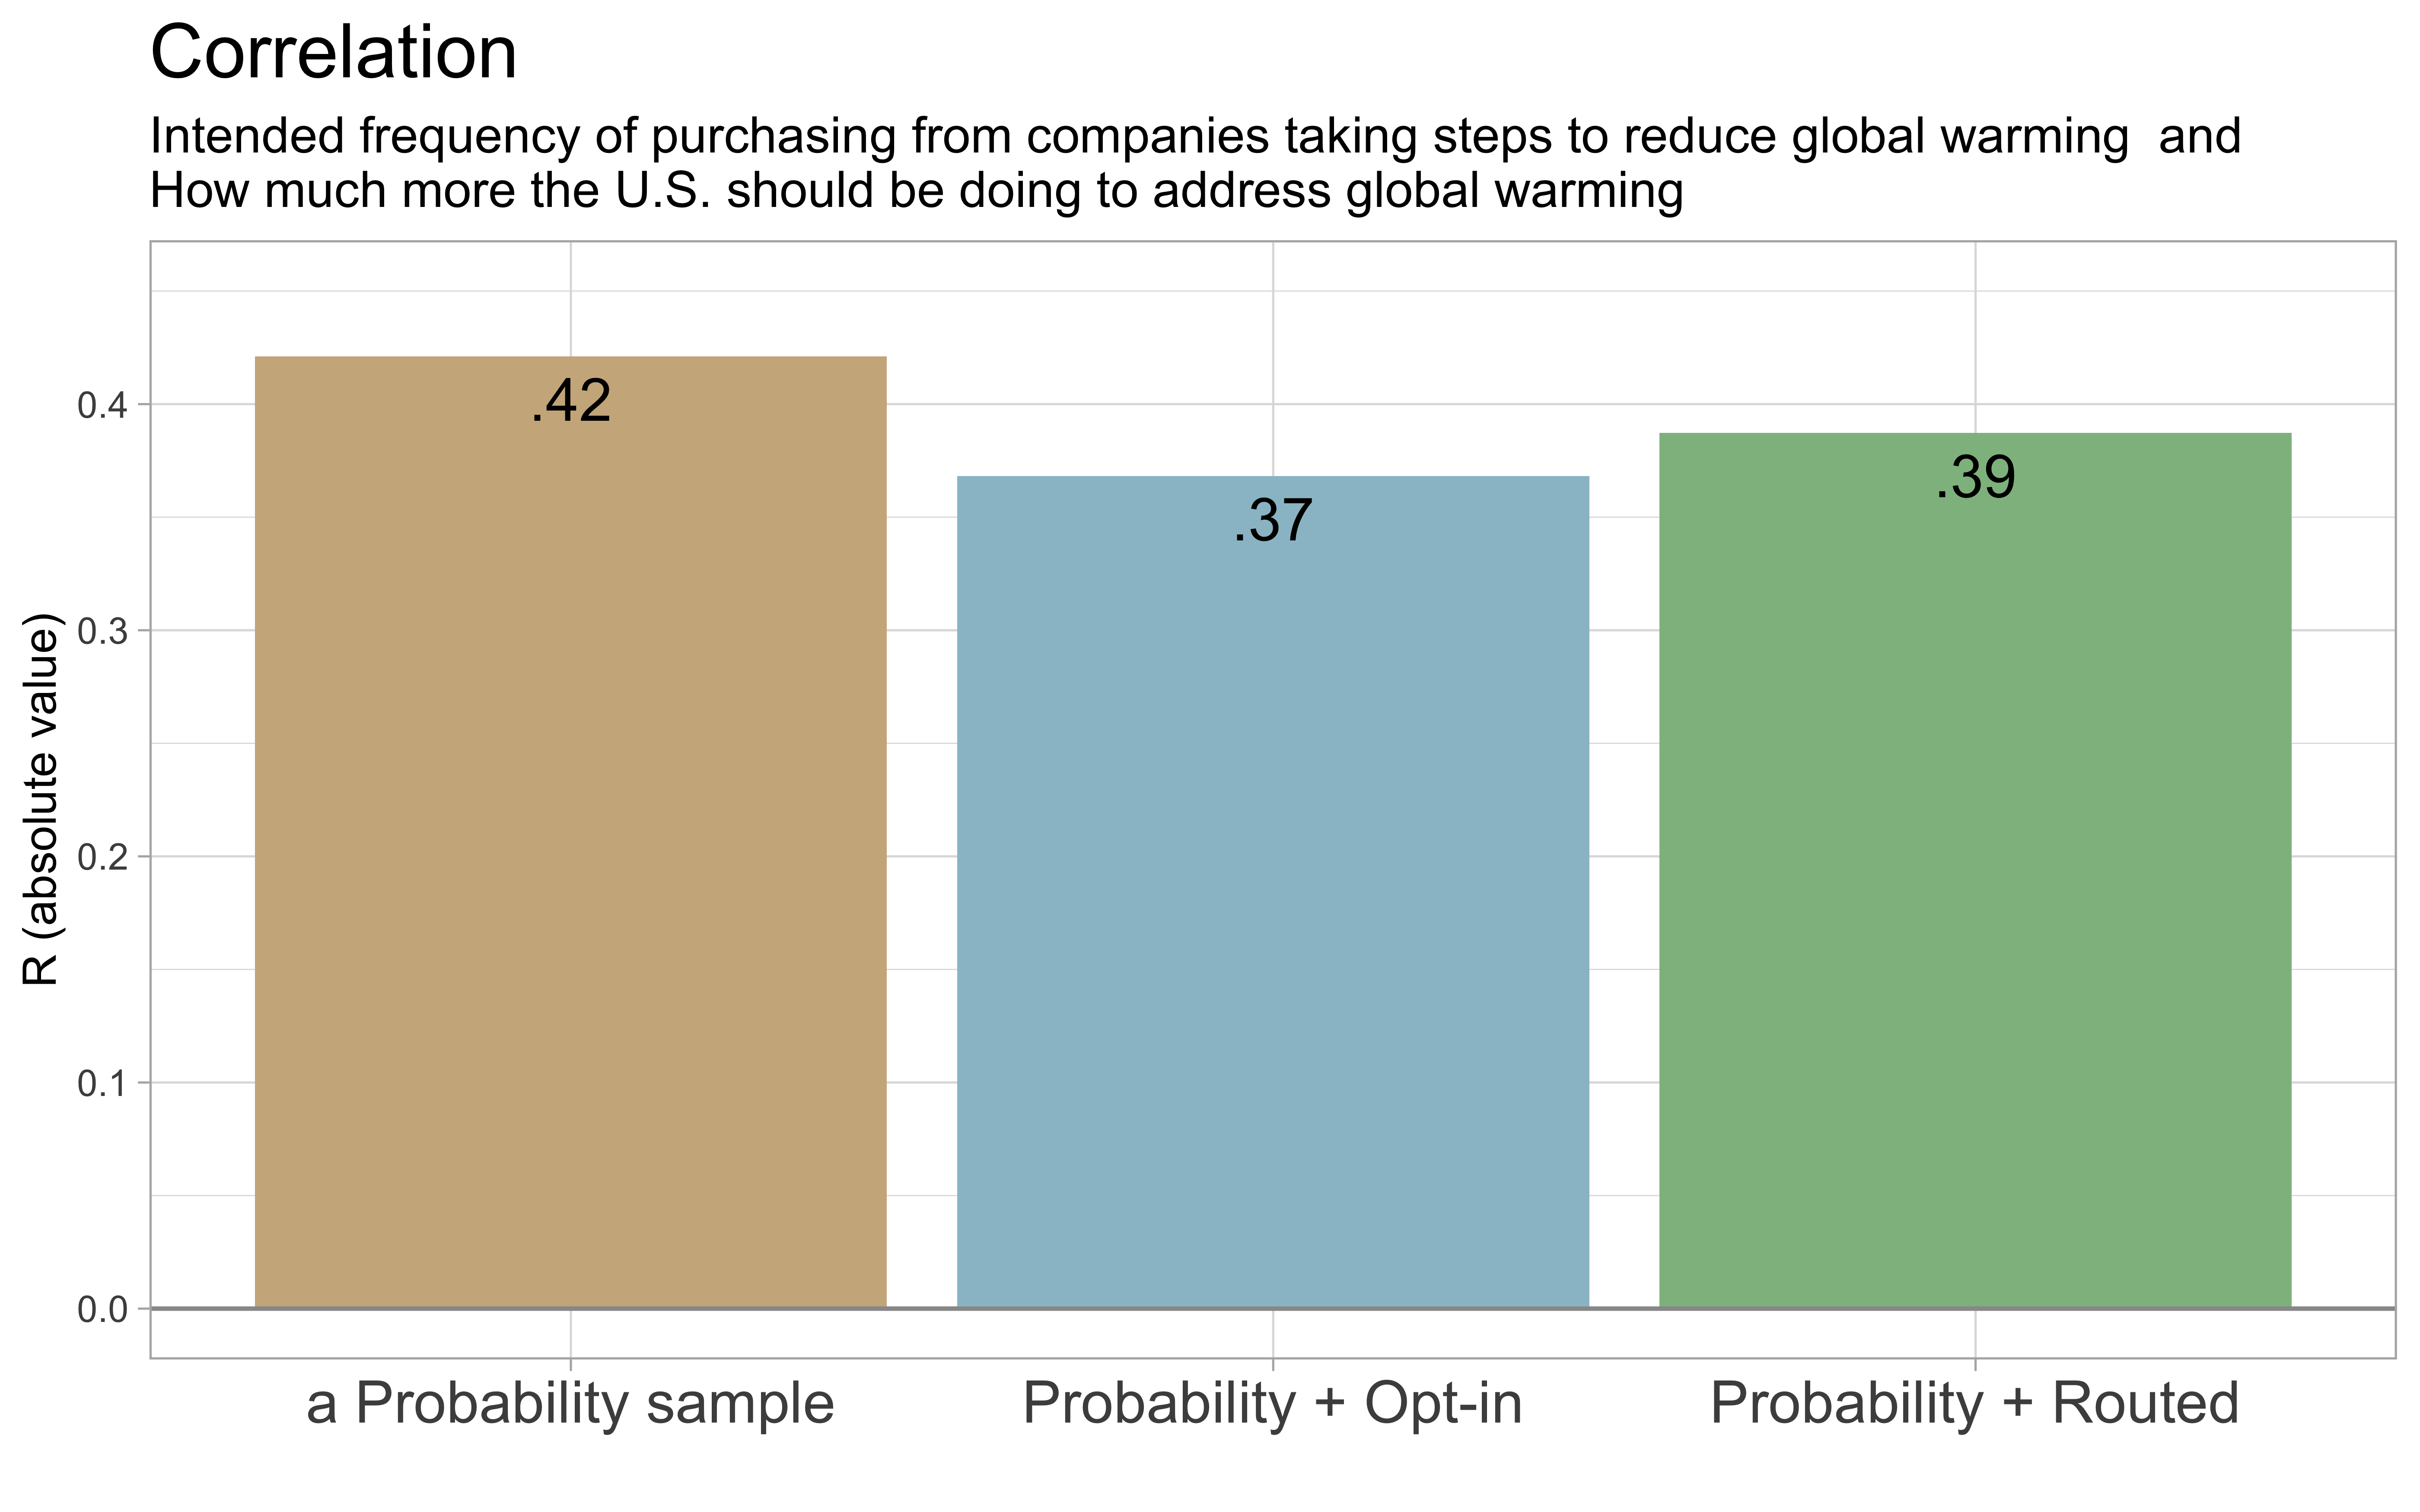 Correlation
Intended frequency of purchasing from companies taking steps to reduce global warming  and
How much more the U.S. should be doing to address global warming
R (absolute value)
0.4
0.3
0.2
0.1
0.0
.42
.37
.39
a Probability sample
Probability + Opt-in
Probability + Routed